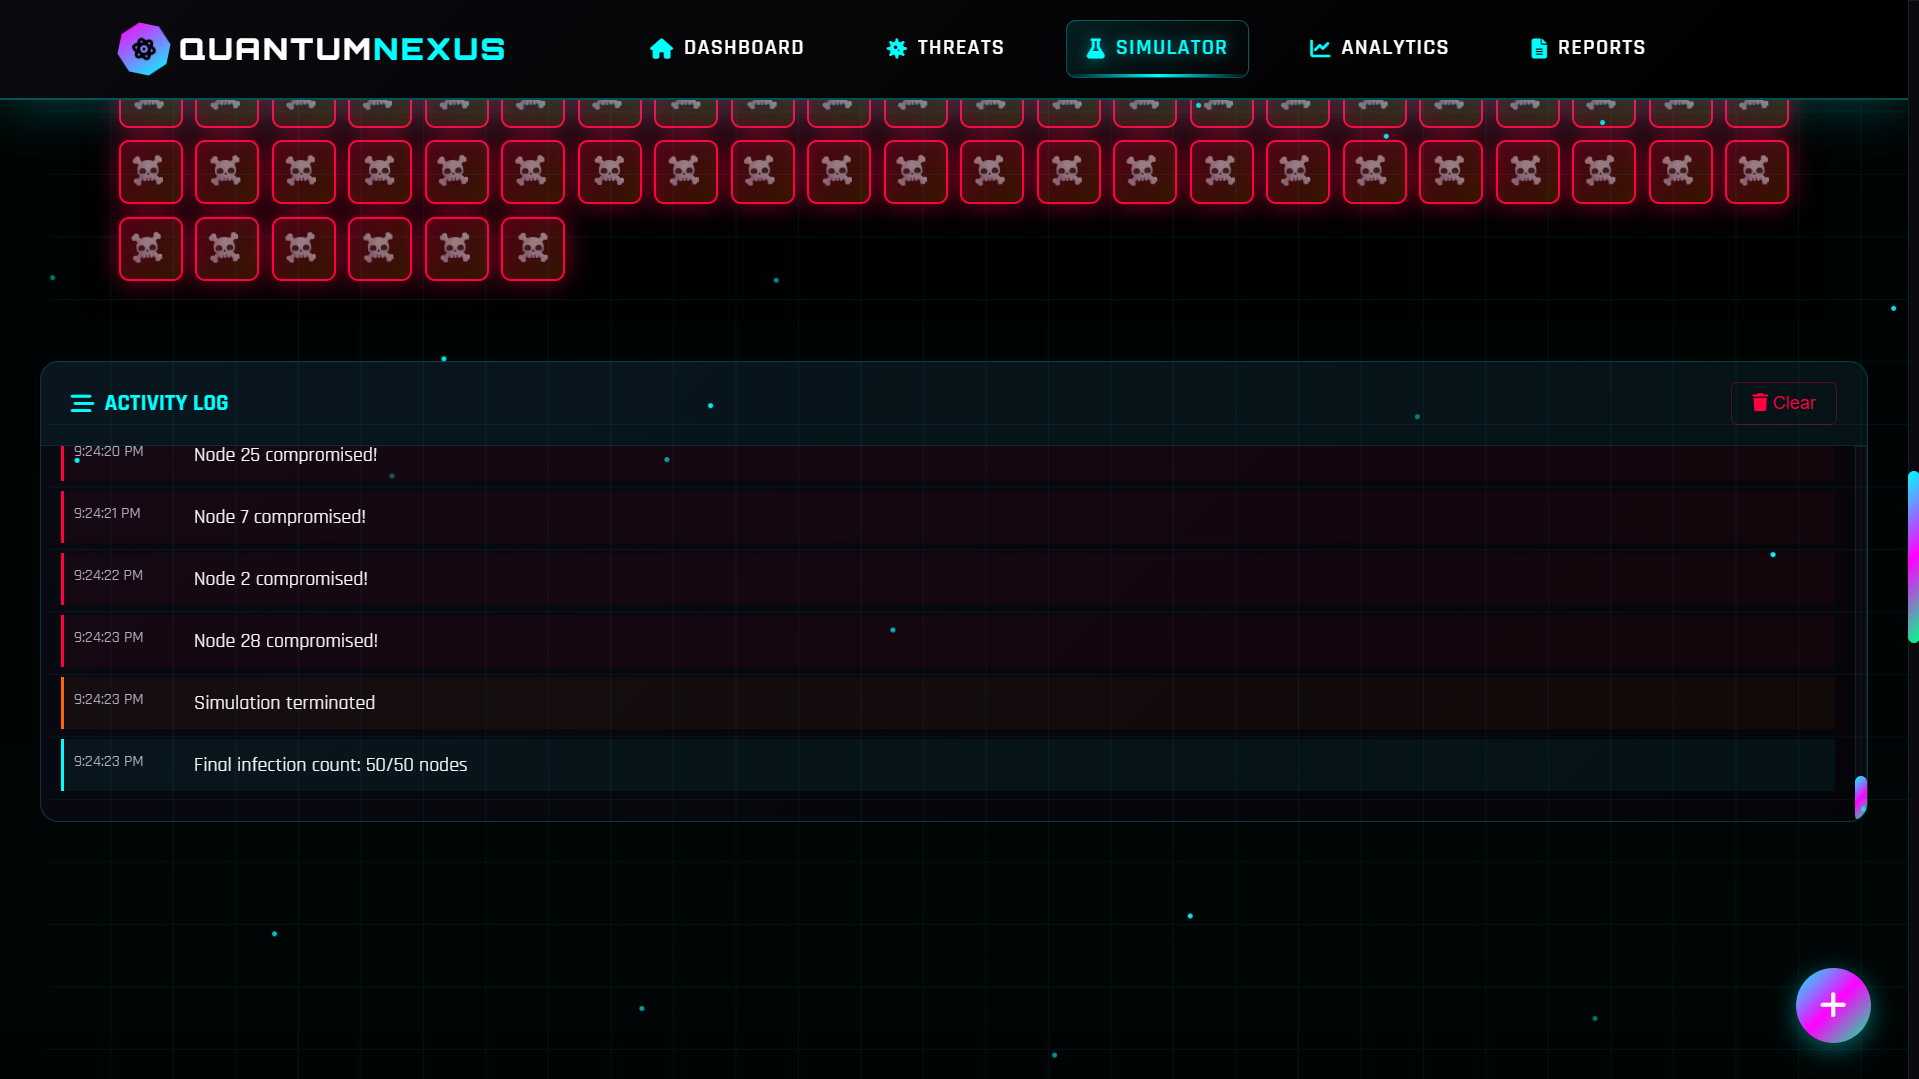 QUANTUMNEXUS
DASHBOARD
THREATS
SIMULATOR
ANALYTICS
REPORTS
ACTIVITY LOG
Clear
9:24:20 PM Node 25 compromised!
9:24:21 PM Node 7 compromised!
9:24:22 PM Node 2 compromised!
9:24:23 PM Node 28 compromised!
9:24:23 PM Simulation terminated
9:24:23 PM Final infection count: 50/50 nodes